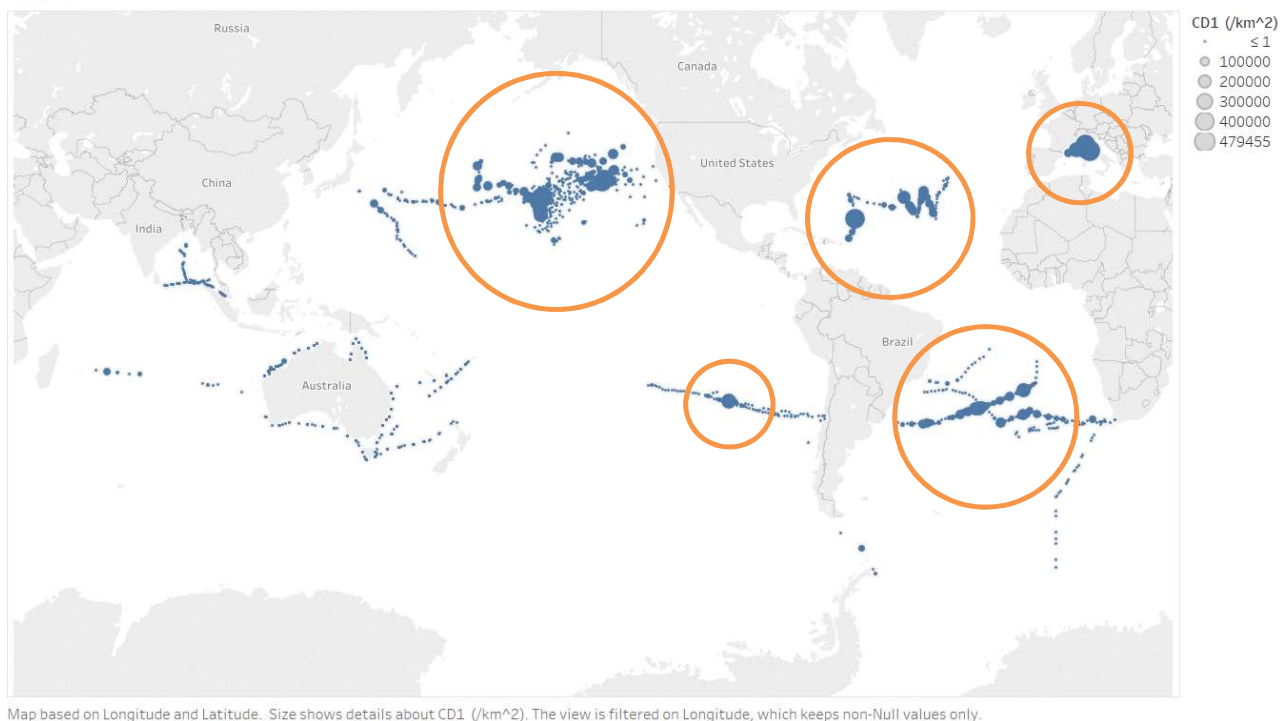 CD1 (/km^2)
≤ 1
100000
200000
300000
400000
479455
Russia
Canada
United States
China
India
Brazil
Australia
Map based on Longitude and Latitude.  Size shows details about CD1 (/km^2). The view is filtered on Longitude, which keeps non-Null values only.